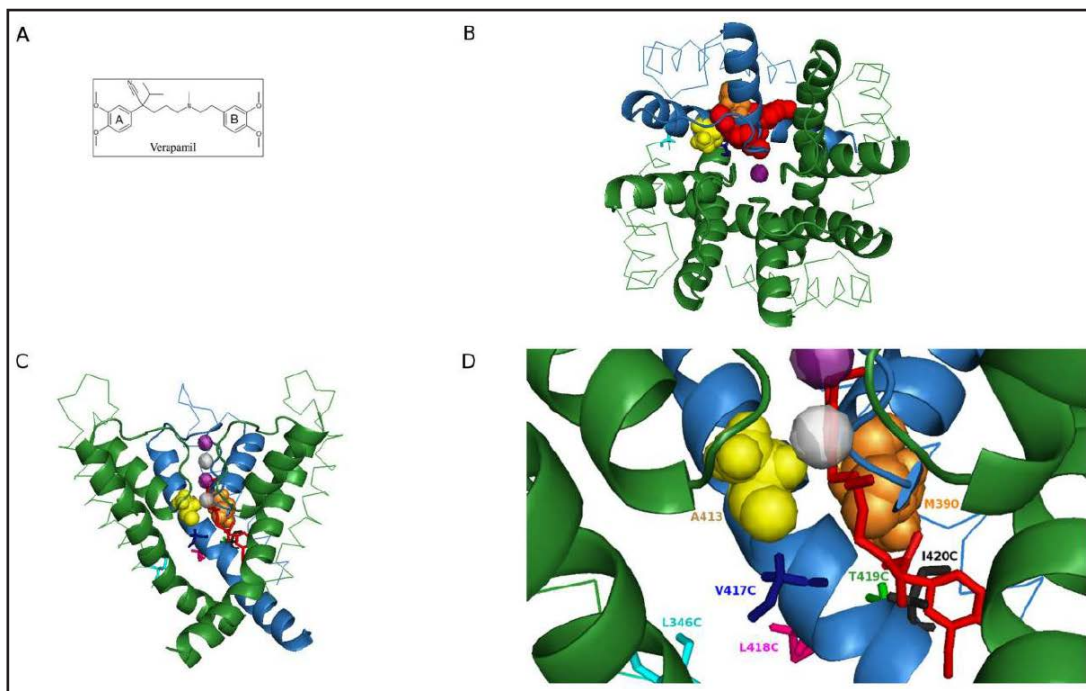 A
N
O
O
A
N
B
O
O
Verapamil
B
C
D
A413
M390
I420C
T419C
V417C
L418C
L346C